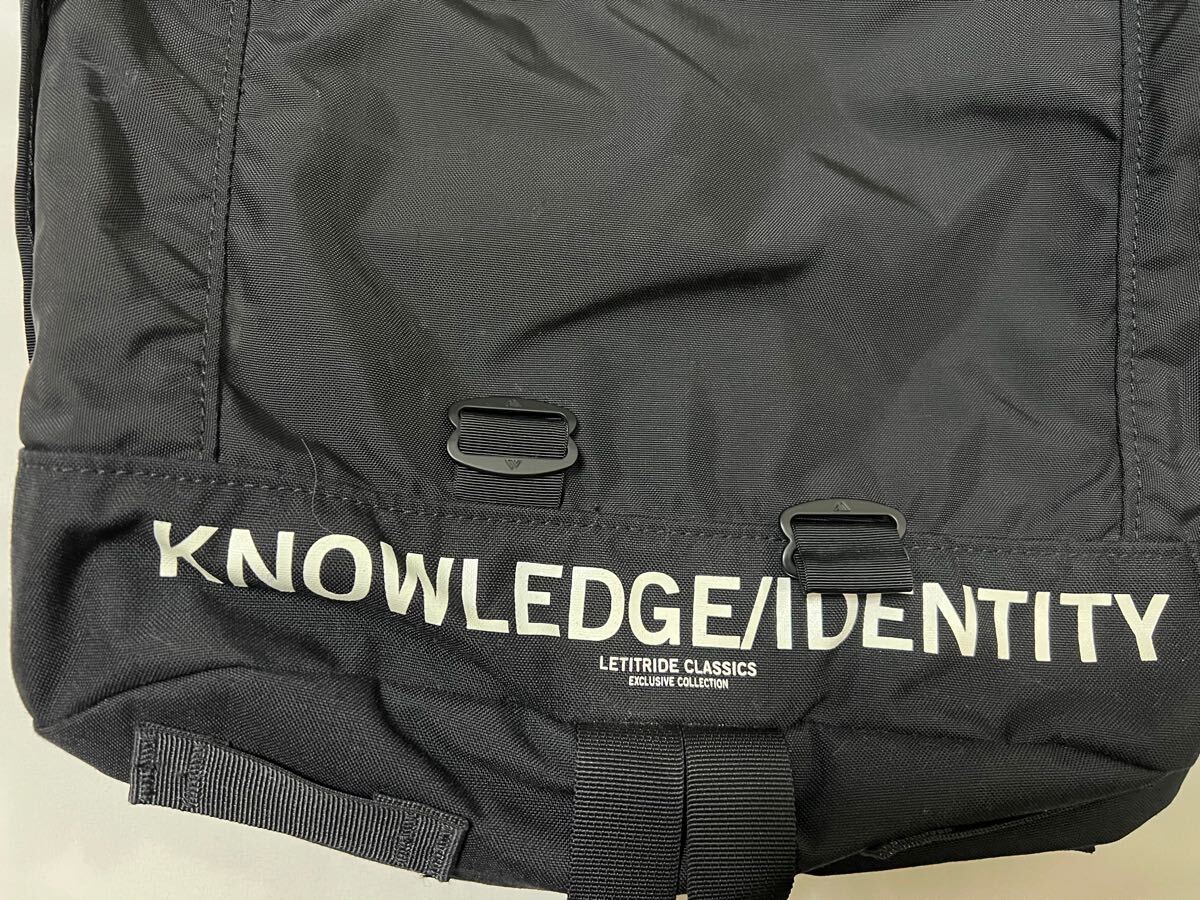 KNOWLEDGE/IDENTITY
LETITRIDE CLASSICS
EXCLUSIVE COLLECTION